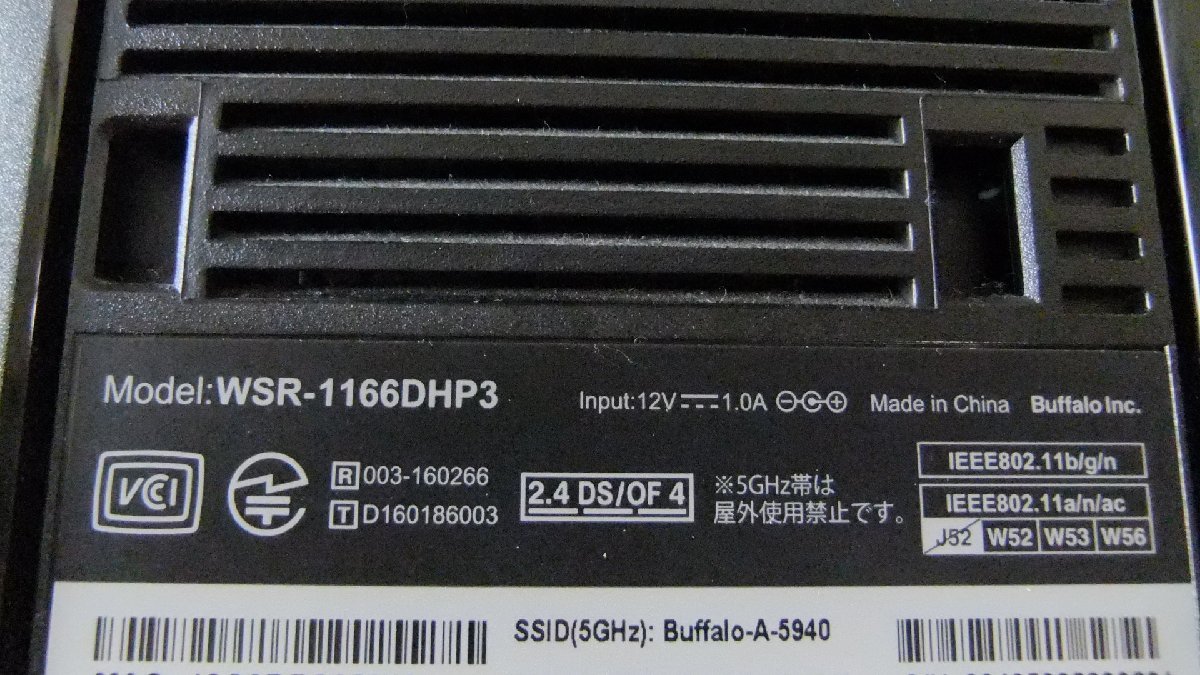 Model:WSR-1166DHP3
Input:12V⎓1.0A Made in China Buffalo Inc.
VCCI
R 003-160266
T D160186003
2.4 DS/OF 4
※5GHz帯は
屋外使用禁止です。
IEEE802.11b/g/n
IEEE802.11a/n/ac
J52 W52 W53 W56
SSID(5GHz): Buffalo-A-5940